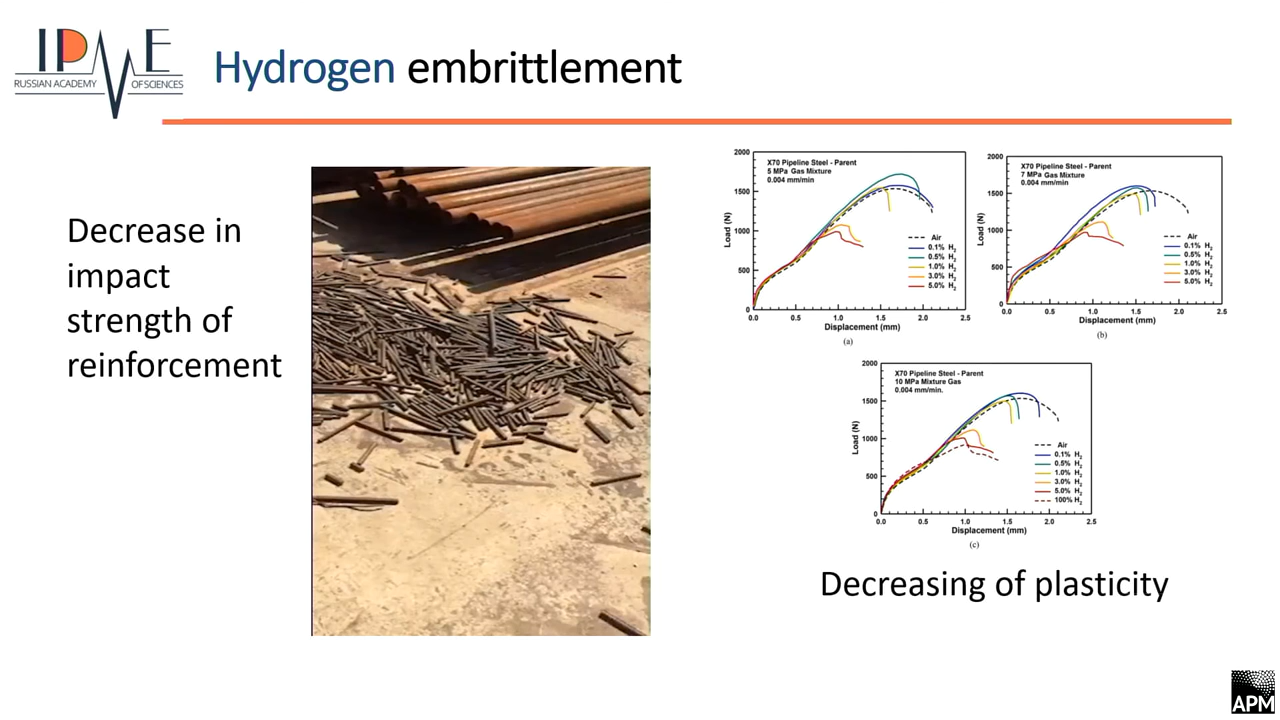 IPME
RUSSIAN ACADEMY OF SCIENCES
Hydrogen embrittlement
Decrease in
impact
strength of
reinforcement
X70 Pipeline Steel - Parent
5 MPa Gas Mixture
0.004 mm/min
2000
1500
1000
500
0
Load (N)
Air
0.1% H2
0.5% H2
1.0% H2
3.0% H2
5.0% H2
0.0 0.5 1.0 1.5 2.0 2.5
Displacement (mm)
(a)
X70 Pipeline Steel - Parent
7 MPa Gas Mixture
0.004 mm/min
2000
1500
1000
500
0
Load (N)
Air
0.1% H2
0.5% H2
1.0% H2
3.0% H2
5.0% H2
0.0 0.5 1.0 1.5 2.0 2.5
Displacement (mm)
(b)
X70 Pipeline Steel - Parent
10 MPa Mixture Gas
0.004 mm/min.
2000
1500
1000
500
0
Load (N)
Air
0.1% H2
0.5% H2
1.0% H2
3.0% H2
5.0% H2
100% H2
0.0 0.5 1.0 1.5 2.0 2.5
Displacement (mm)
(c)
Decreasing of plasticity
APM